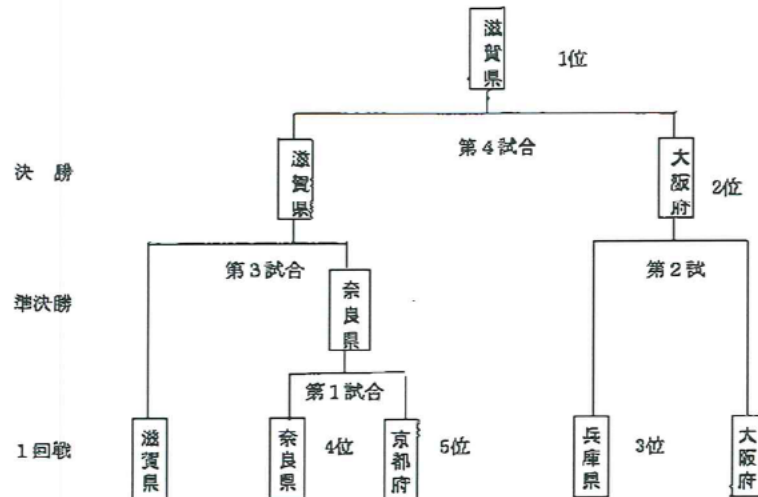 滋賀県
1位
第4試合
決勝
滋賀県
大阪府
2位
第3試合
第2試
準決勝
奈良県
第1試合
1回戦
滋賀県
奈良県
4位
京都府
5位
兵庫県
3位
大阪府